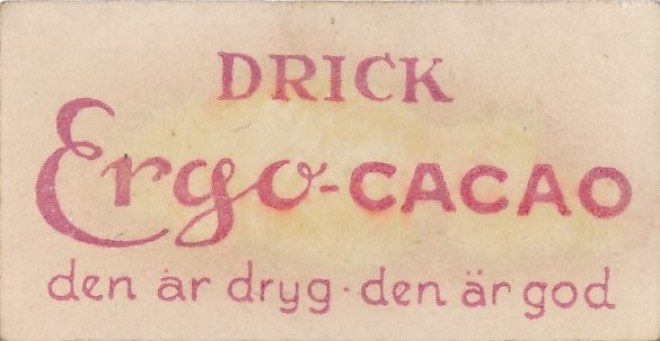 DRICK
Ergo-CACAO
den är dryg · den är god